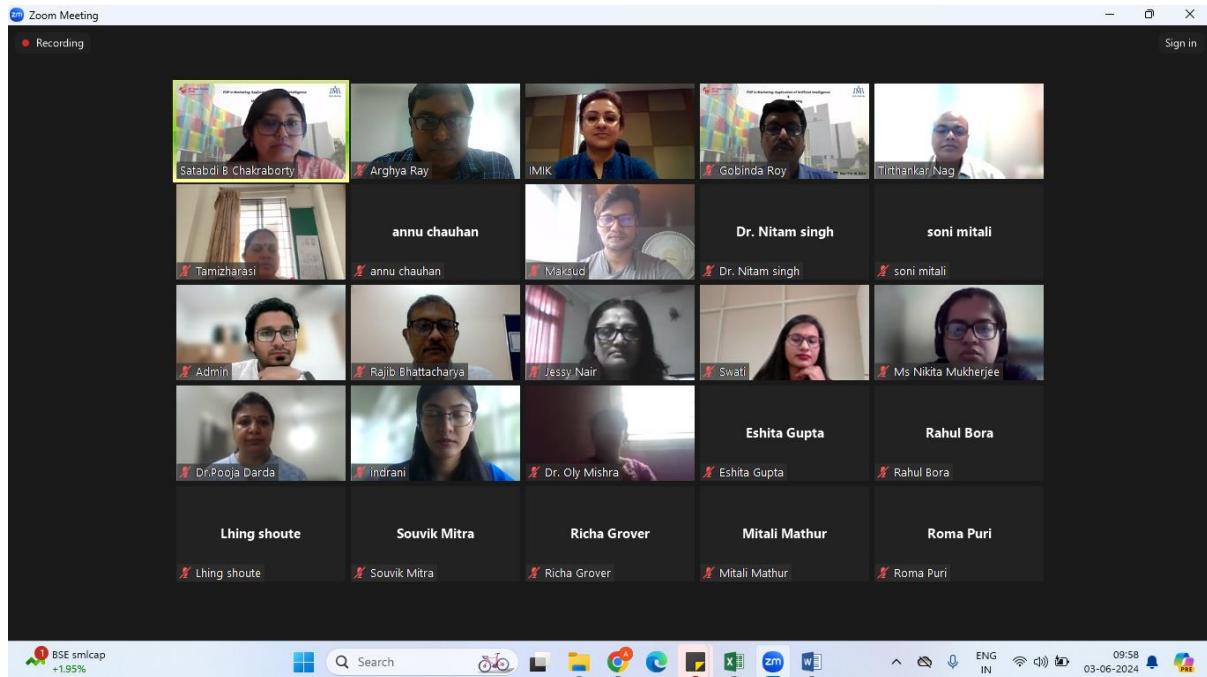 Zoom Meeting
Recording
Sign in
Satabdi B Chakraborty
Arghya Ray
IMIK
Gobinda Roy
Tirthankar Nag
Tamizharasi
annu chauhan
annu chauhan
Maksud
Dr. Nitam singh
Dr. Nitam singh
soni mitali
soni mitali
Admin
Rajib Bhattacharya
Jessy Nair
Swati
Ms Nikita Mukherjee
Dr.Pooja Darda
indrani
Dr. Oly Mishra
Eshita Gupta
Eshita Gupta
Rahul Bora
Rahul Bora
Lhing shoute
Lhing shoute
Souvik Mitra
Souvik Mitra
Richa Grover
Richa Grover
Mitali Mathur
Mitali Mathur
Roma Puri
Roma Puri
1
BSE smlcap
+1.95%
Search
ENG
IN
09:58
03-06-2024
PRE